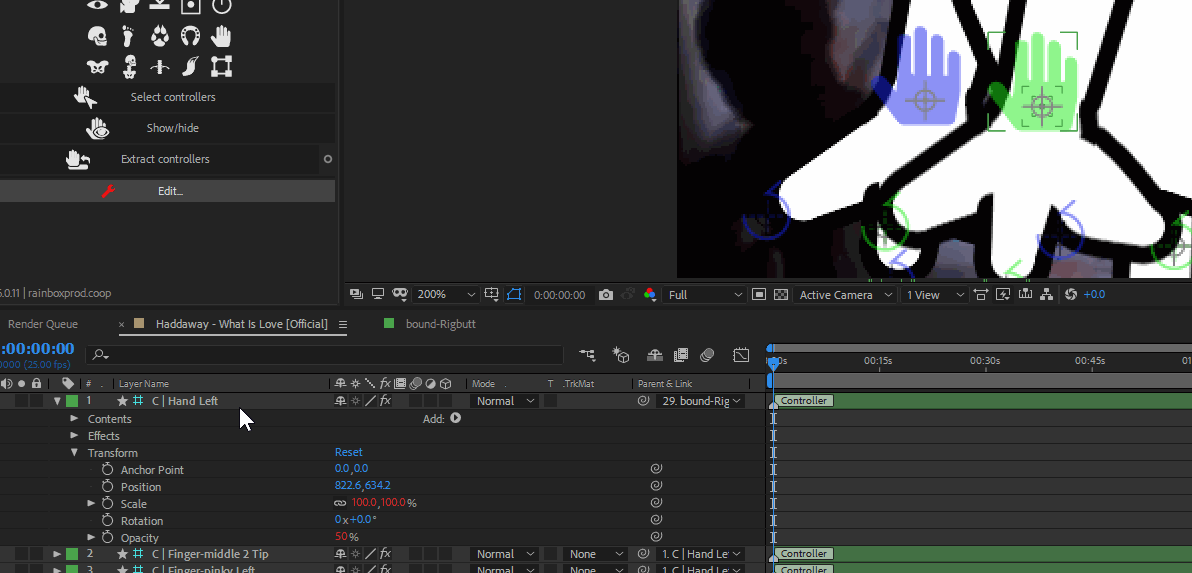 Select controllers
Show/hide
Extract controllers
Edit...
5.0.11 | rainboxprod.coop
200%
0:00:00:00
Full
Active Camera
1 View
+0.0
Render Queue
× Haddaway - What Is Love [Official]
bound-Rigbutt
:00:00:00
0000 (25.00 fps)
00s 00:15s 00:30s 00:45s 01
# . Layer Name
fx
Mode . T .TrkMat Parent & Link
1 C | Hand Left Normal 29. bound-Rig Controller
Contents Add:
Effects
Transform Reset
Anchor Point 0.0,0.0
Position 822.6,634.2
Scale 100.0,100.0%
Rotation 0x+0.0°
Opacity 50%
2 C | Finger-middle 2 Tip fx Normal None 1. C | Hand Le Controller
3 C | Finger-pinky Left fx Normal None 1. C | Hand Le Controller